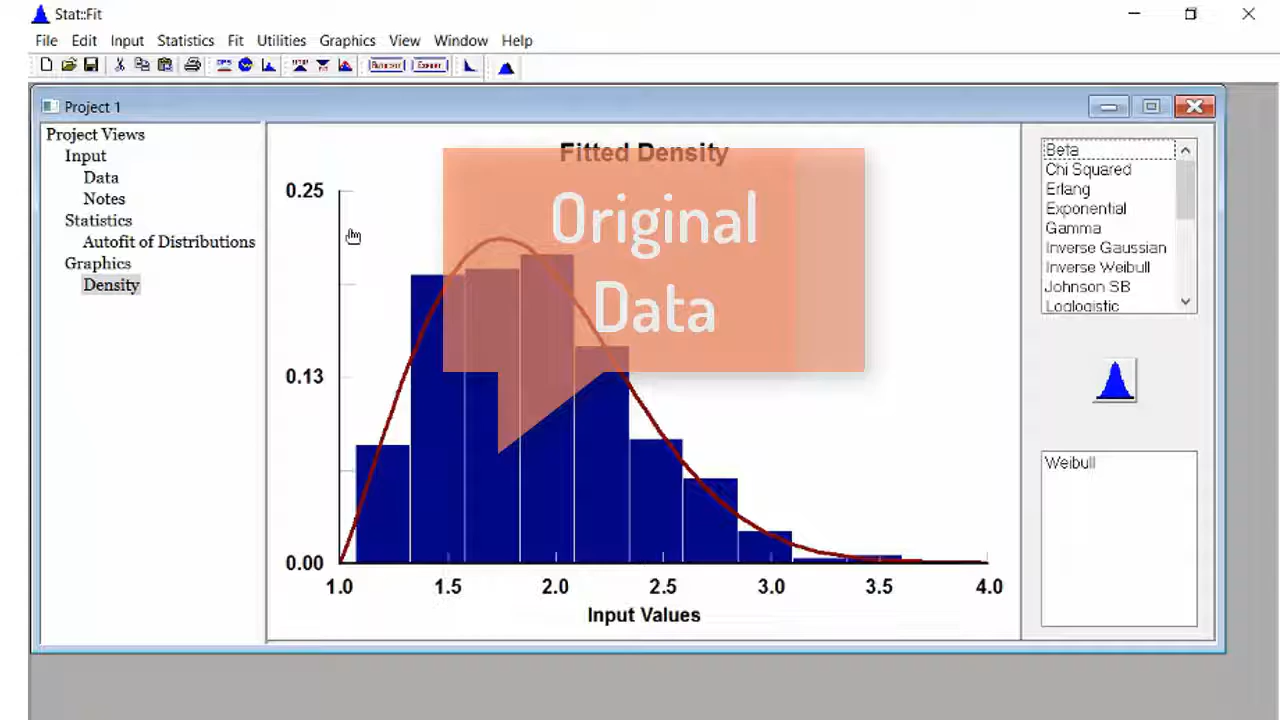 Stat::Fit
File Edit Input Statistics Fit Utilities Graphics View Window Help
Project 1
Project Views
Input
Data
Notes
Statistics
Autofit of Distributions
Graphics
Density
Fitted Density
Original
Data
0.25
0.13
0.00
1.0 1.5 2.0 2.5 3.0 3.5 4.0
Input Values
Beta
Chi Squared
Erlang
Exponential
Gamma
Inverse Gaussian
Inverse Weibull
Johnson SB
Loglogistic
Weibull